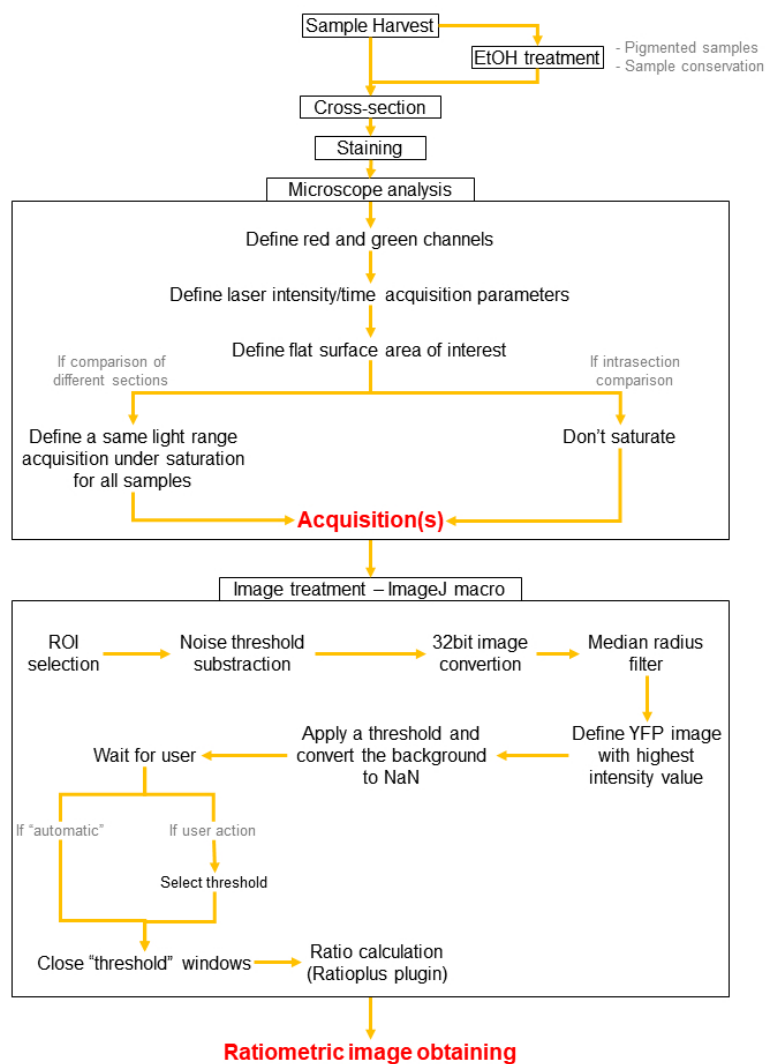 Sample Harvest
EtOH treatment
- Pigmented samples
- Sample conservation
Cross-section
Staining
Microscope analysis
Define red and green channels
Define laser intensity/time acquisition parameters
Define flat surface area of interest
If comparison of
different sections
If intrasection
comparison
Define a same light range
acquisition under saturation
for all samples
Don't saturate
Acquisition(s)
Image treatment – ImageJ macro
ROI
selection
Noise threshold
substraction
32bit image
convertion
Median radius
filter
Define YFP image
with highest
intensity value
Apply a threshold and
convert the background
to NaN
Wait for user
If "automatic"
If user action
Select threshold
Close "threshold" windows
Ratio calculation
(Ratioplus plugin)
Ratiometric image obtaining